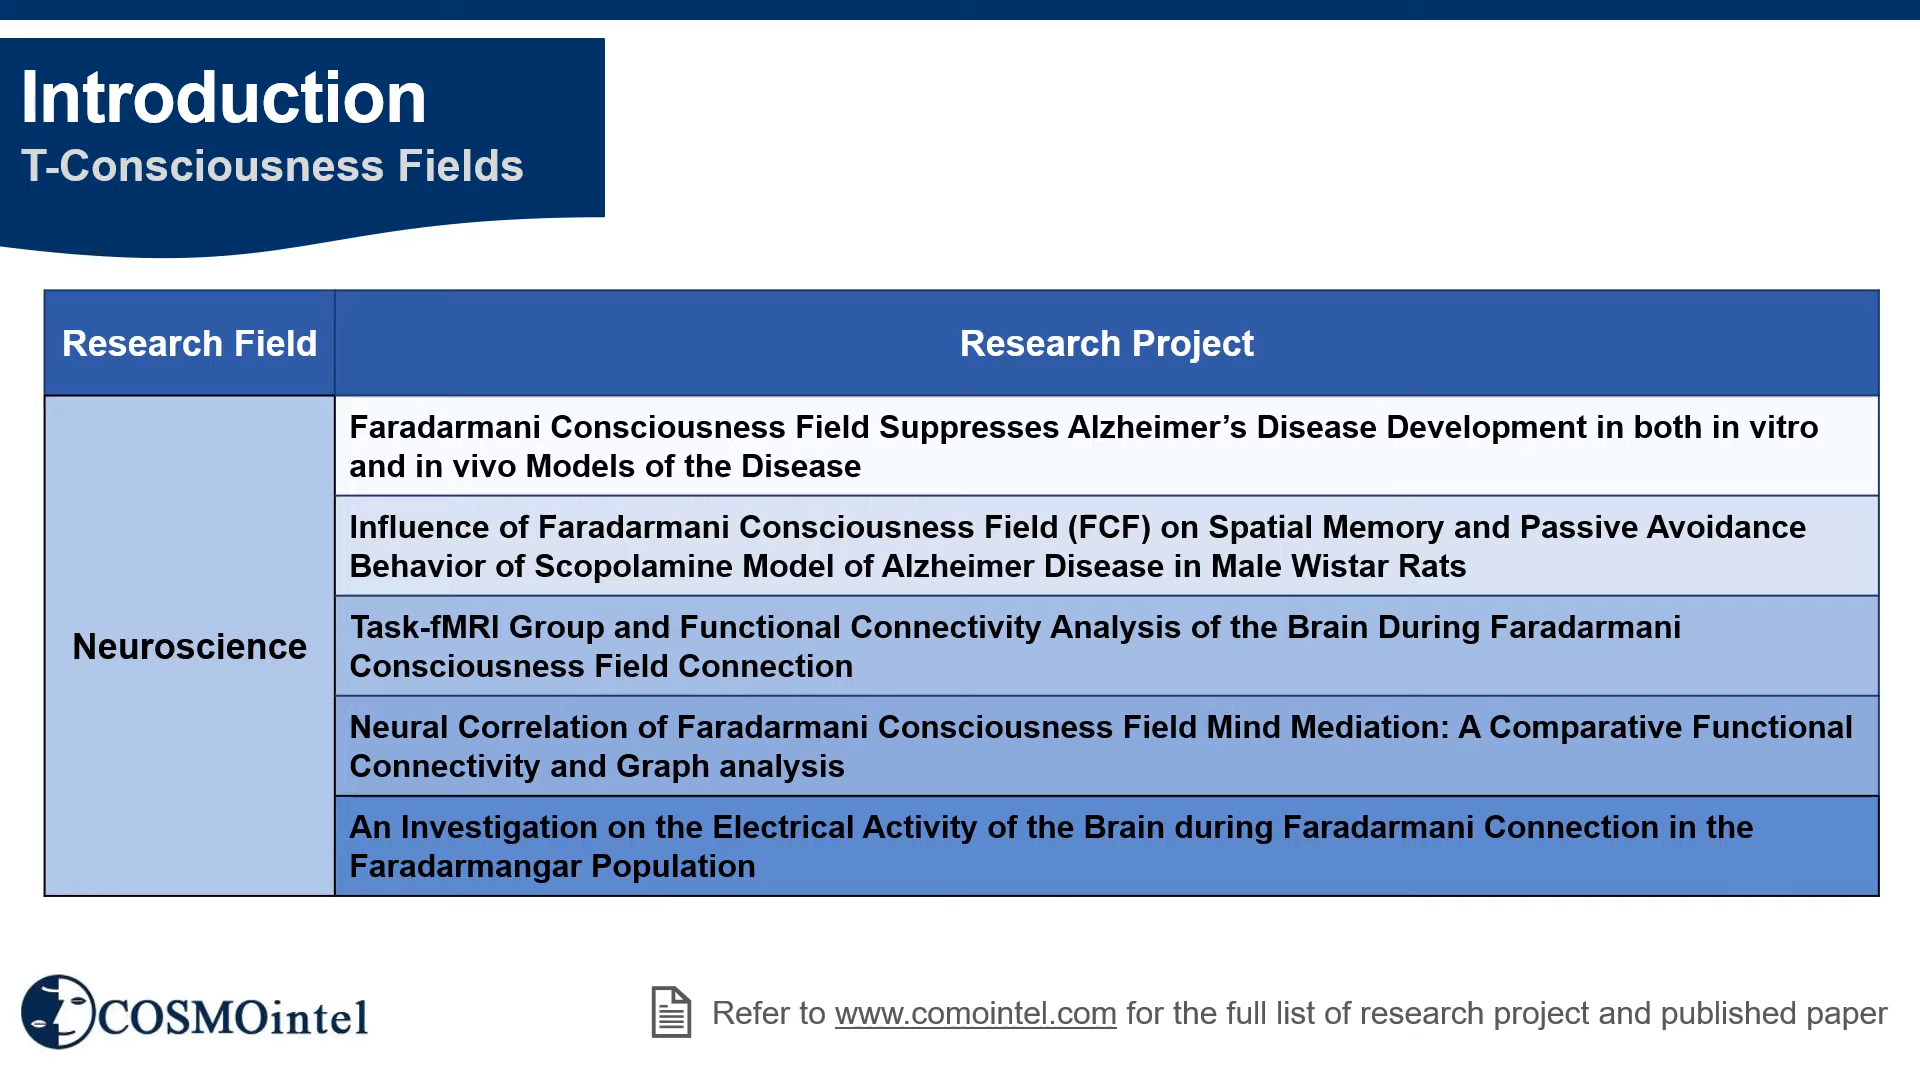 Introduction
T-Consciousness Fields
Research Field
Research Project
Neuroscience
Faradarmani Consciousness Field Suppresses Alzheimer’s Disease Development in both in vitro
and in vivo Models of the Disease
Influence of Faradarmani Consciousness Field (FCF) on Spatial Memory and Passive Avoidance
Behavior of Scopolamine Model of Alzheimer Disease in Male Wistar Rats
Task-fMRI Group and Functional Connectivity Analysis of the Brain During Faradarmani
Consciousness Field Connection
Neural Correlation of Faradarmani Consciousness Field Mind Mediation: A Comparative Functional
Connectivity and Graph analysis
An Investigation on the Electrical Activity of the Brain during Faradarmani Connection in the
Faradarmangar Population
COSMOintel
Refer to www.comointel.com for the full list of research project and published paper